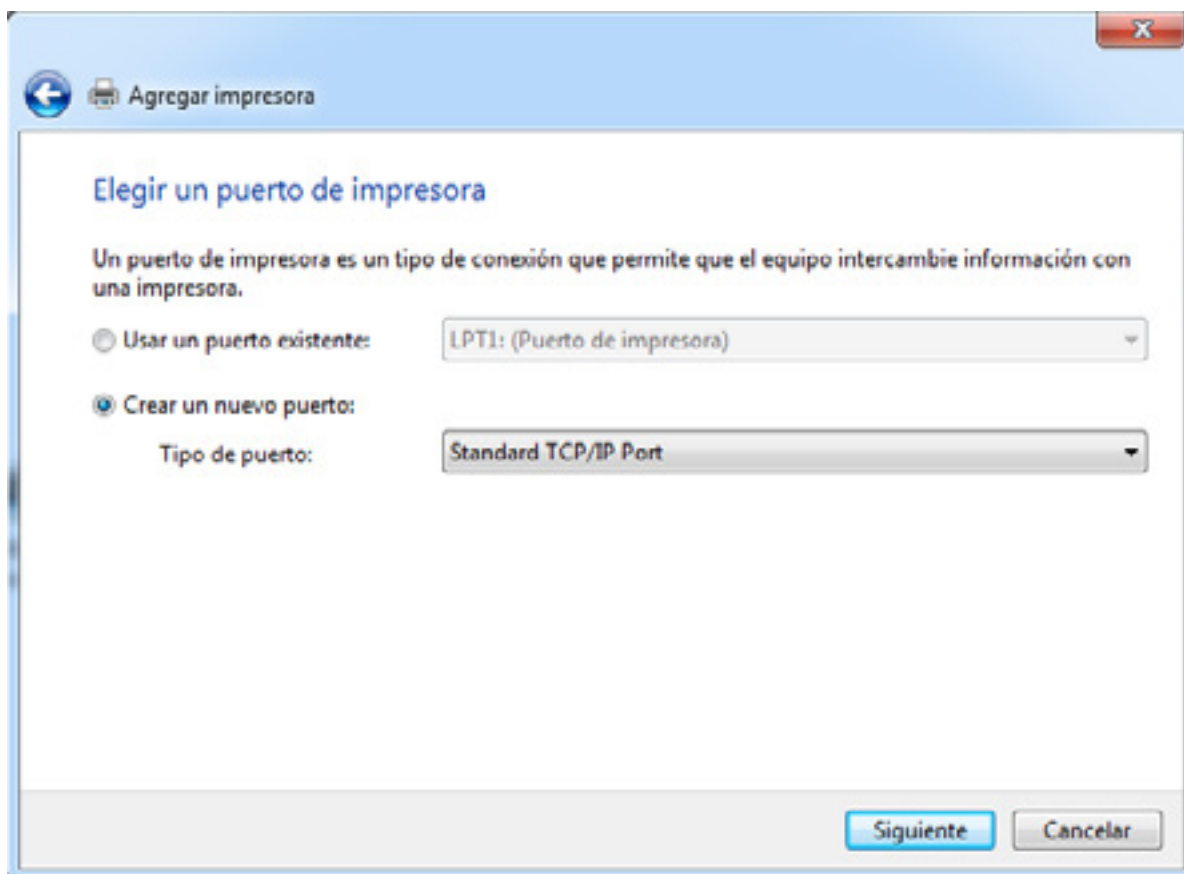 Agregar impresora
Elegir un puerto de impresora
Un puerto de impresora es un tipo de conexión que permite que el equipo intercambie información con
una impresora.
Usar un puerto existente: LPT1: (Puerto de impresora)
Crear un nuevo puerto:
Tipo de puerto: Standard TCP/IP Port
Siguiente Cancelar